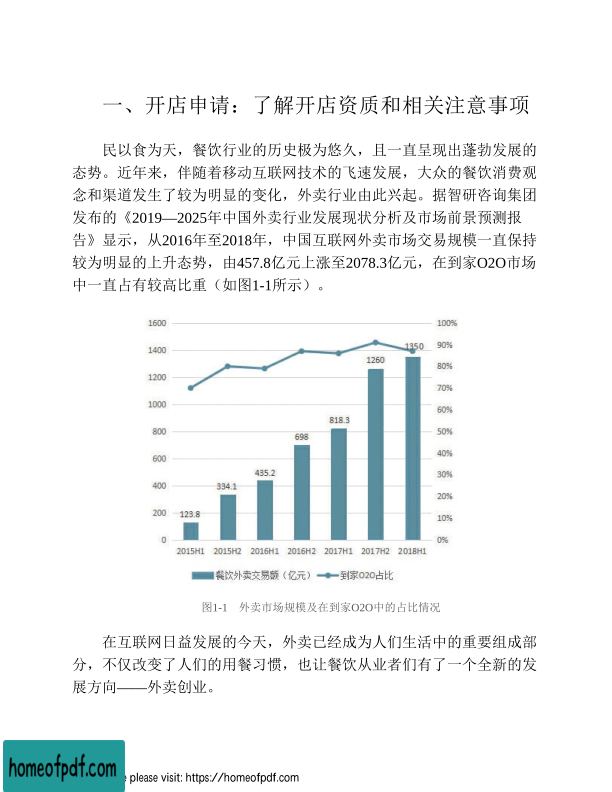 一、开店申请：了解开店资质和相关注意事项
民以食为天，餐饮行业的历史极为悠久，且一直呈现出蓬勃发展的
态势。近年来，伴随着移动互联网技术的飞速发展，大众的餐饮消费观
念和渠道发生了较为明显的变化，外卖行业由此兴起。据智研咨询集团
发布的《2019—2025年中国外卖行业发展现状分析及市场前景预测报
告》显示，从2016年至2018年，中国互联网外卖市场交易规模一直保持
较为明显的上升态势，由457.8亿元上涨至2078.3亿元，在到家O2O市场
中一直占有较高比重（如图1-1所示）。
1600 100%
1400 1350 90%
1260
1200 80%
70%
1000 60%
818.3
800 698 50%
600 435.2 40%
334.1 30%
400
20%
200 123.8 10%
0 0%
2015H1 2015H2 2016H1 2016H2 2017H1 2017H2 2018H1
餐饮外卖交易额（亿元） 到家O2O占比
图1-1 外卖市场规模及在到家O2O中的占比情况
在互联网日益发展的今天，外卖已经成为人们生活中的重要组成部
分，不仅改变了人们的用餐习惯，也让餐饮从业者们有了一个全新的发
展方向——外卖创业。
homeofpdf.com
please visit: https://homeofpdf.com